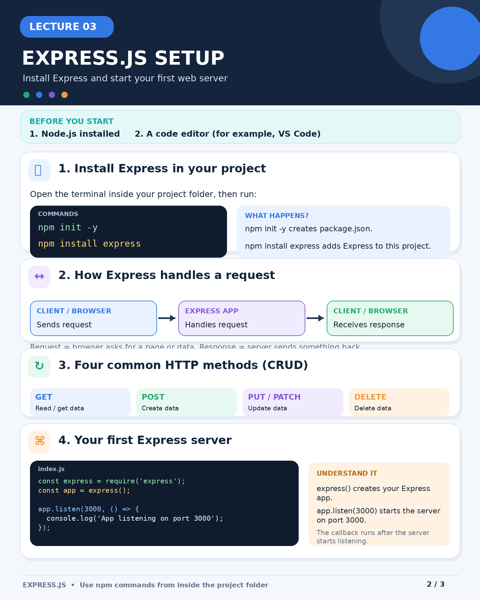 LECTURE 03
EXPRESS.JS SETUP
Install Express and start your first web server
BEFORE YOU START
1. Node.js installed 2. A code editor (for example, VS Code)
1. Install Express in your project
Open the terminal inside your project folder, then run:
COMMANDS
npm init -y
npm install express
WHAT HAPPENS?
npm init -y creates package.json.
npm install express adds Express to this project.
↔
2. How Express handles a request
CLIENT / BROWSER
Sends request
EXPRESS APP
Handles request
CLIENT / BROWSER
Receives response
Request = browser asks for a page or data. Response = server sends something back.
↻
3. Four common HTTP methods (CRUD)
GET
Read / get data
POST
Create data
PUT / PATCH
Update data
DELETE
Delete data
⌘
4. Your first Express server
index.js
const express = require('express');
const app = express();
app.listen(3000, () => {
  console.log('App listening on port 3000');
});
UNDERSTAND IT
express() creates your Express
app.
app.listen(3000) starts the server
on port 3000.
The callback runs after the server
starts listening.
EXPRESS.JS • Use npm commands from inside the project folder
2 / 3